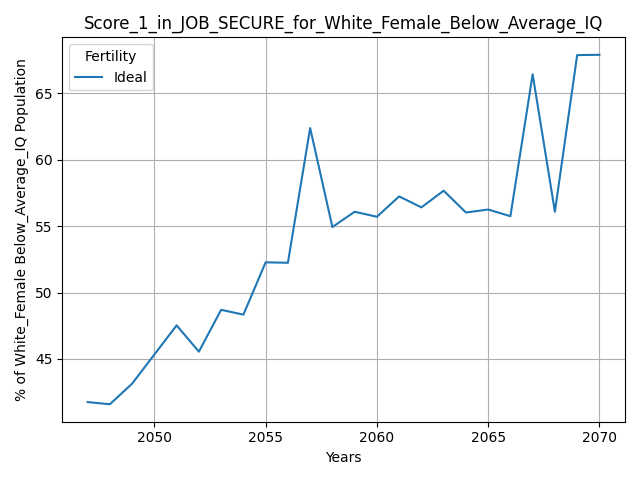 Score_1_in_JOB_SECURE_for_White_Female_Below_Average_IQ
Fertility
Ideal
% of White_Female Below_Average_IQ Population
65
60
55
50
45
2050 2055 2060 2065 2070
Years